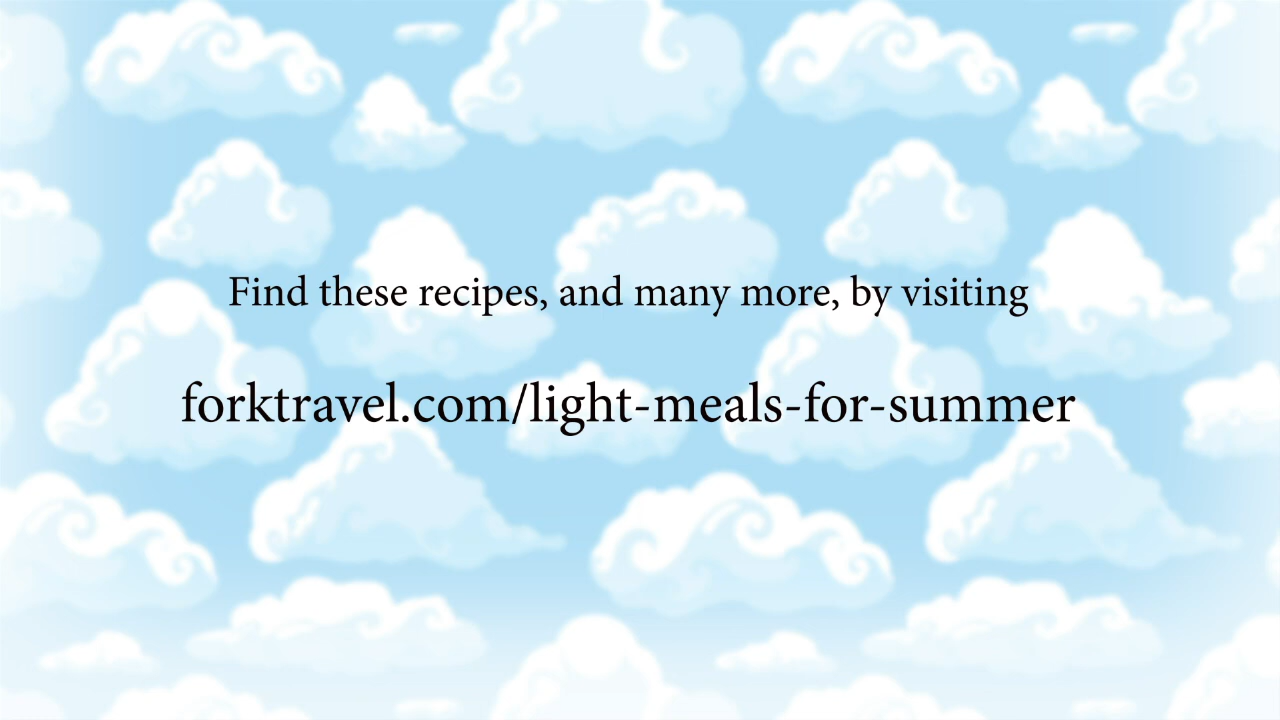 Find these recipes, and many more, by visiting
forktravel.com/light-meals-for-summer